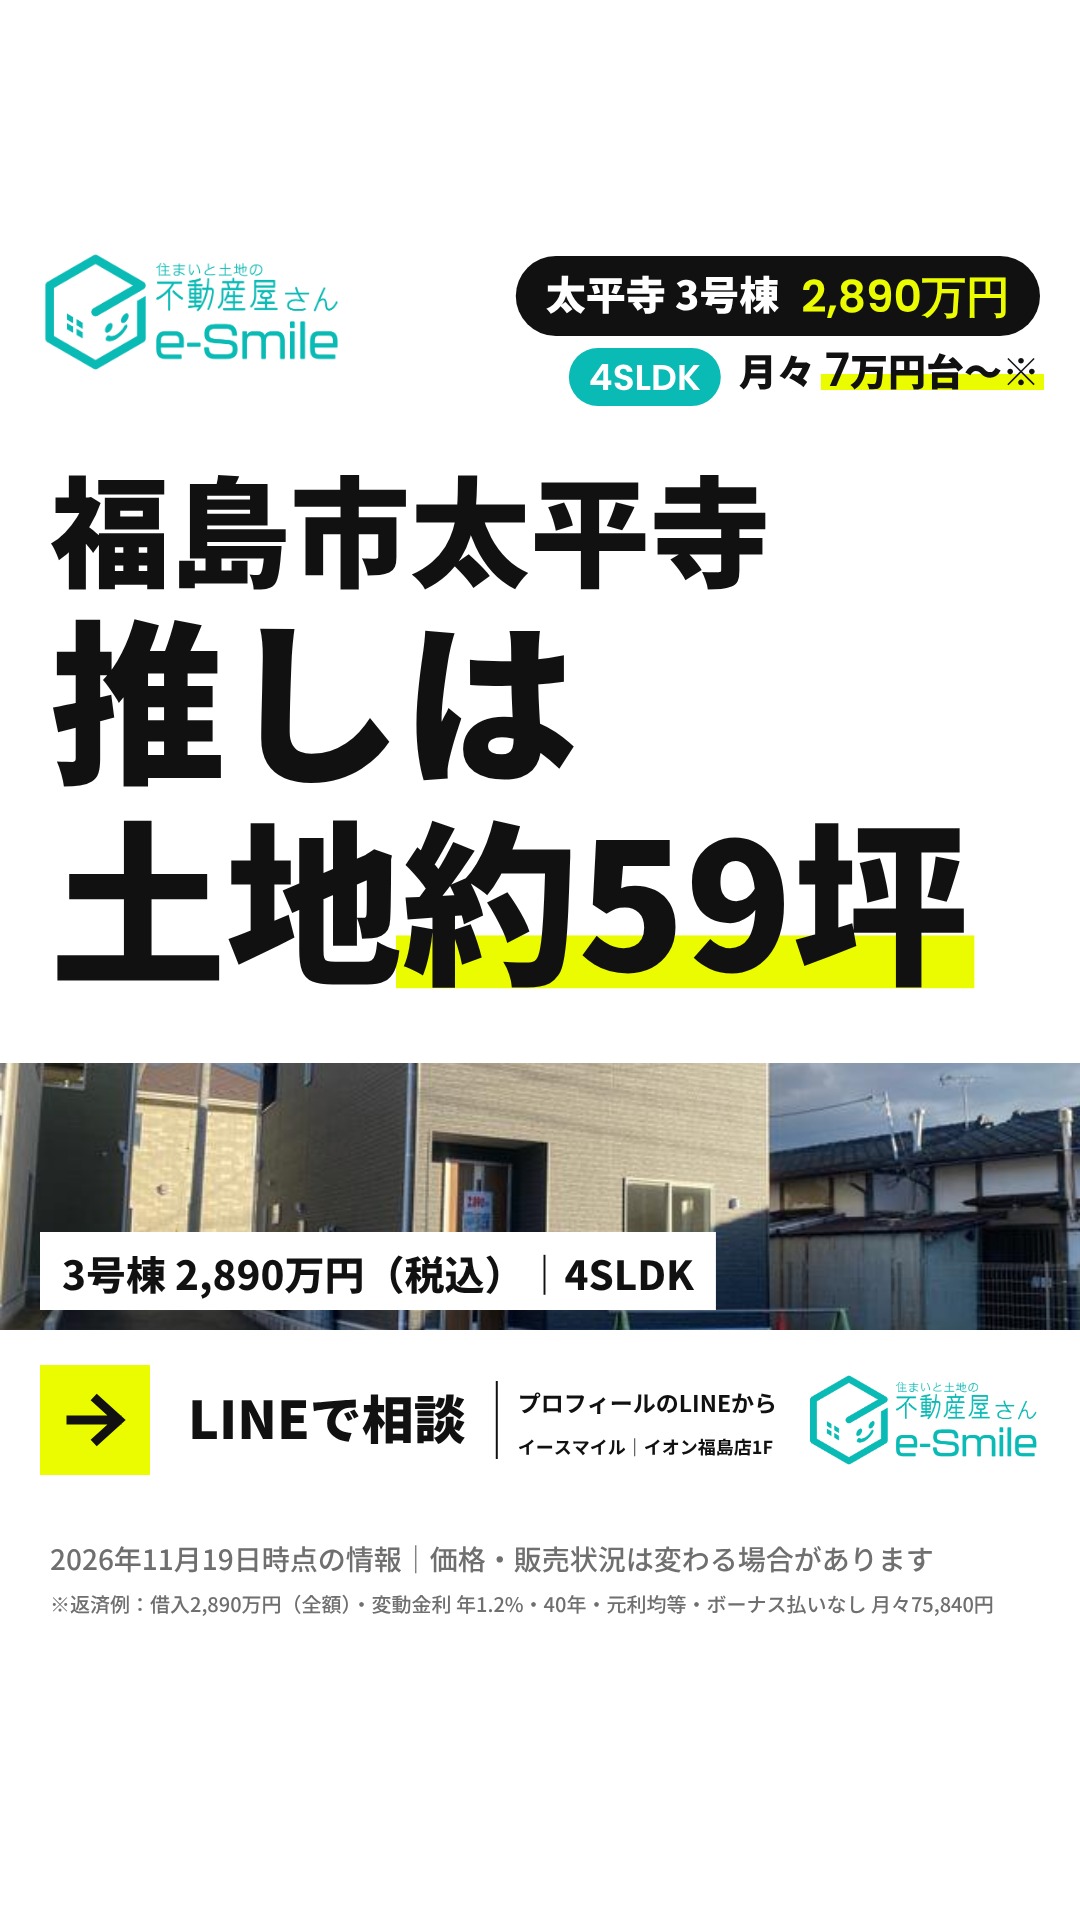 住まいと土地の
不動産屋さん
e-Smile
太平寺 3号棟 2,890万円
4SLDK 月々 7万円台〜※
福島市太平寺
推しは
土地約59坪
3号棟 2,890万円（税込）｜4SLDK
LINEで相談
プロフィールのLINEから
イースマイル｜イオン福島店1F
住まいと土地の
不動産屋さん
e-Smile
2026年11月19日時点の情報｜価格・販売状況は変わる場合があります
※返済例：借入2,890万円（全額）・変動金利 年1.2%・40年・元利均等・ボーナス払いなし 月々75,840円